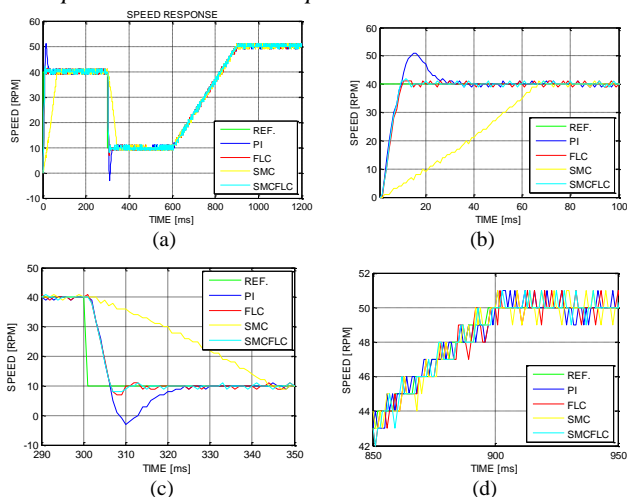 SPEED RESPONSE
60
50
40
30
20
10
0
-10
SPEED [RPM]
REF.
PI
FLC
SMC
SMCFLC
0 200 400 600 800 1000 1200
TIME [ms]
(a)
60
50
40
30
20
10
0
SPEED [RPM]
REF.
PI
FLC
SMC
SMCFLC
20 40 60 80 100
TIME [ms]
(b)
50
40
30
20
10
0
-10
SPEED [RPM]
REF.
PI
FLC
SMC
SMCFLC
290 300 310 320 330 340 350
TIME [ms]
(c)
52
50
48
46
44
42
SPEED [RPM]
REF.
PI
FLC
SMC
SMCFLC
850 900 950
TIME [ms]
(d)